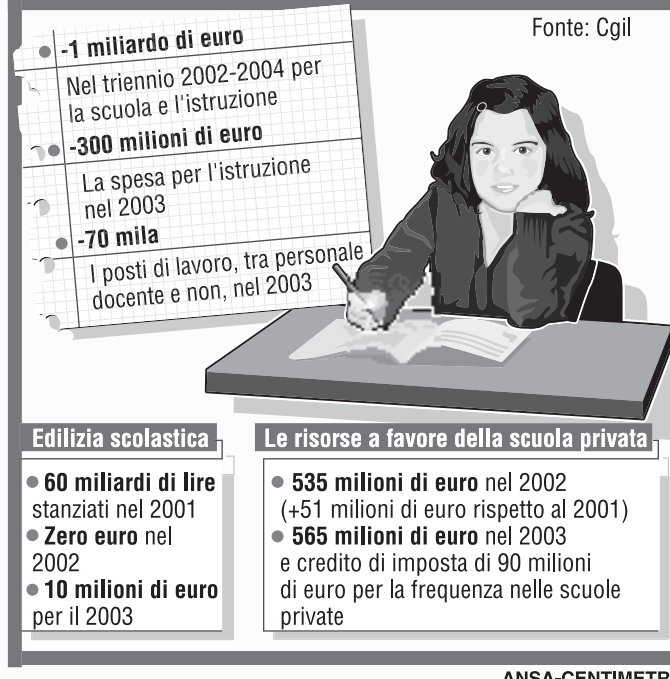 Fonte: Cgil
-1 miliardo di euro
Nel triennio 2002-2004 per
la scuola e l'istruzione
-300 milioni di euro
La spesa per l'istruzione
nel 2003
-70 mila
I posti di lavoro, tra personale
docente e non, nel 2003
Edilizia scolastica
60 miliardi di lire
stanziati nel 2001
Zero euro nel
2002
10 milioni di euro
per il 2003
Le risorse a favore della scuola privata
535 milioni di euro nel 2002
(+51 milioni di euro rispetto al 2001)
565 milioni di euro nel 2003
e credito di imposta di 90 milioni
di euro per la frequenza nelle scuole
private
ANSA-CENTIMETR